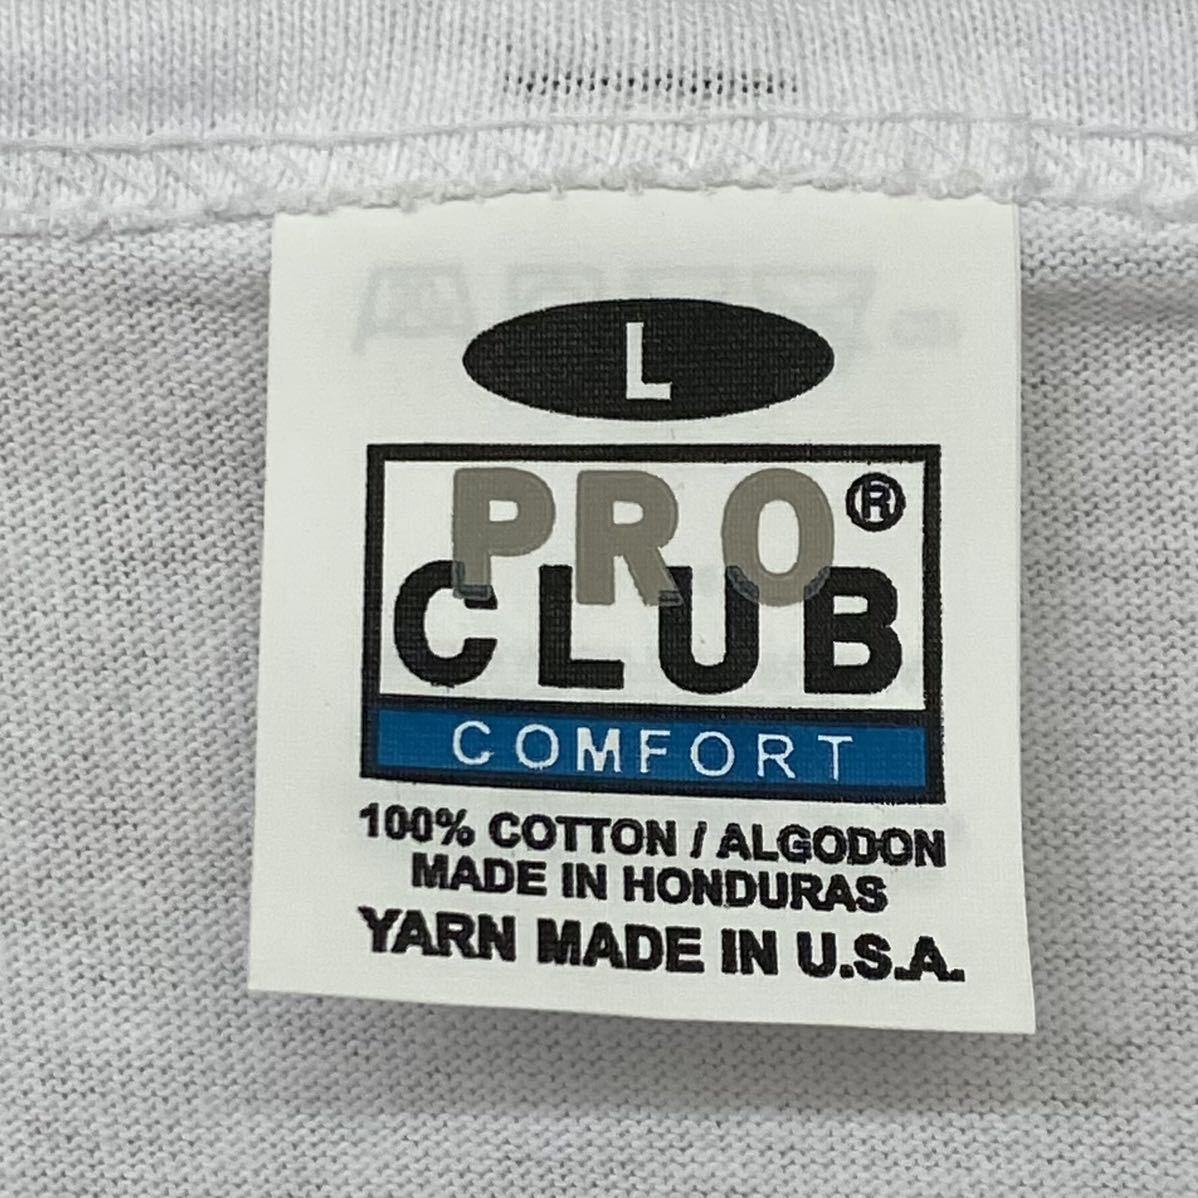 L
PRO®
CLUB
COMFORT
100% COTTON / ALGODON
MADE IN HONDURAS
YARN MADE IN U.S.A.